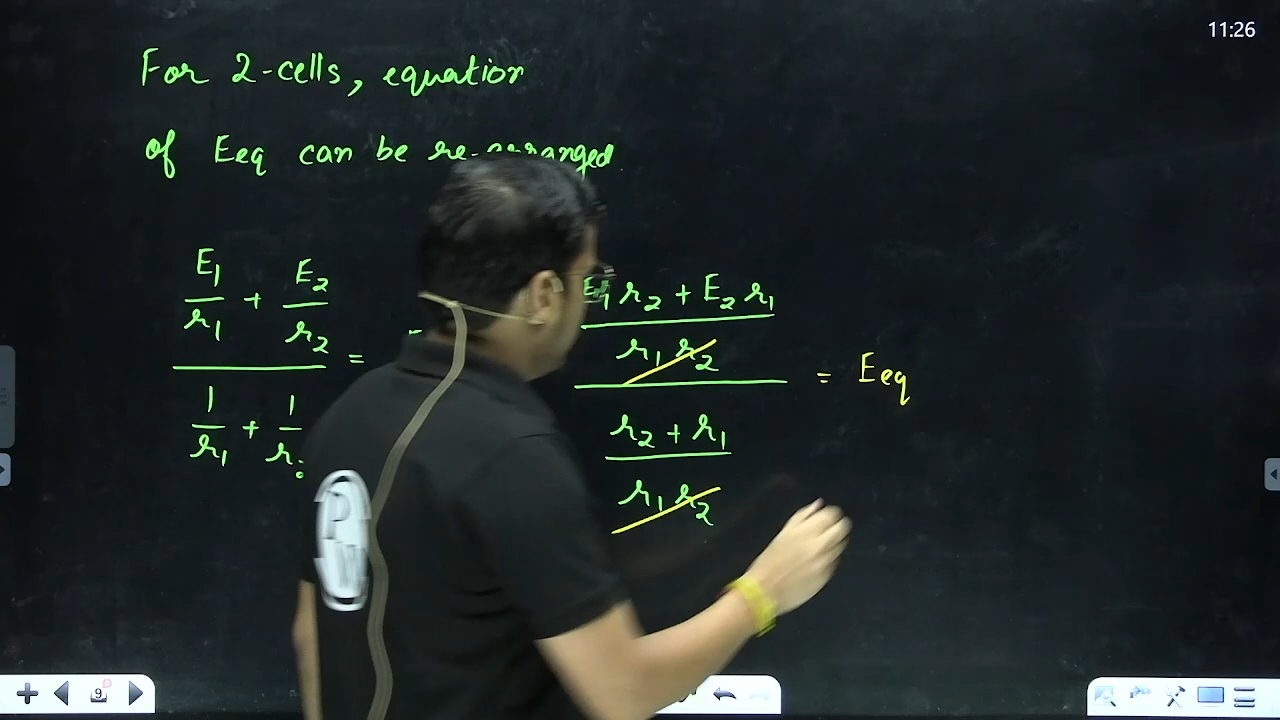 11:26
For 2-cells, equation
of Eeq can be re-arranged
E₁/r₁ + E₂/r₂
1/r₁ + 1/r
=
E₁r₂ + E₂r₁
r₁r₂
r₂ + r₁
r₁r₂
= Eeq
PW
9